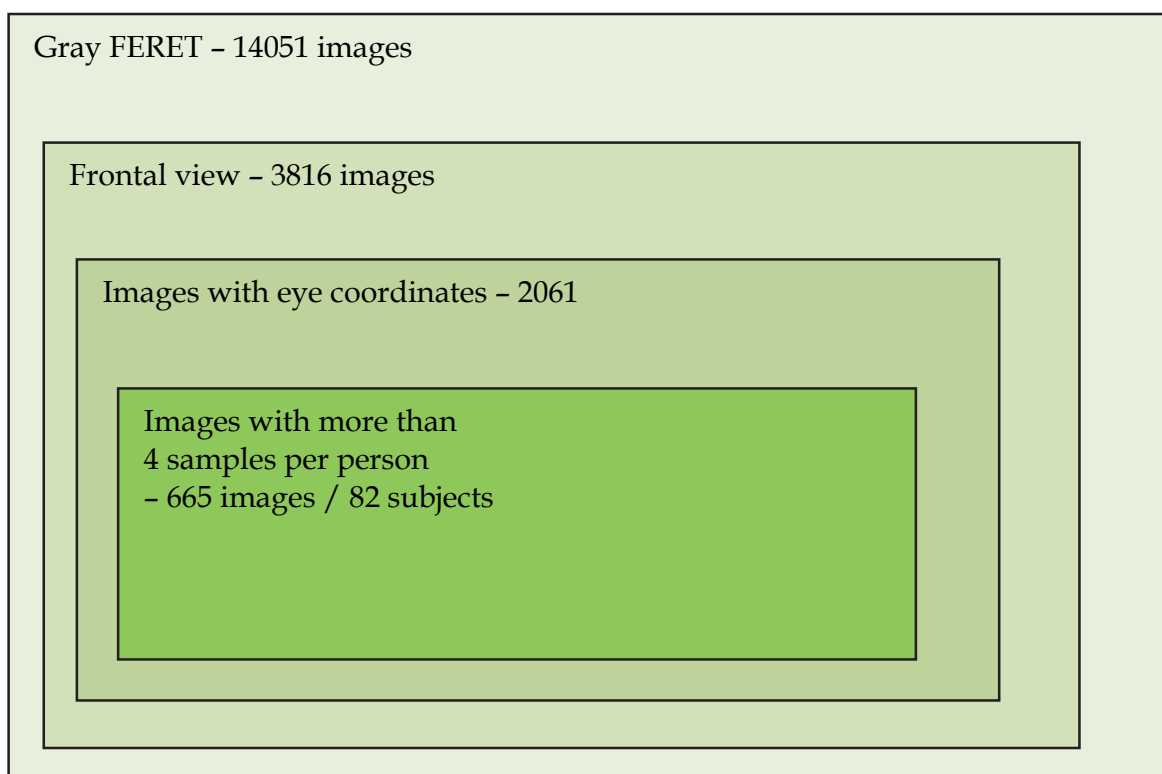 Gray FERET – 14051 images
Frontal view – 3816 images
Images with eye coordinates – 2061
Images with more than
4 samples per person
– 665 images / 82 subjects